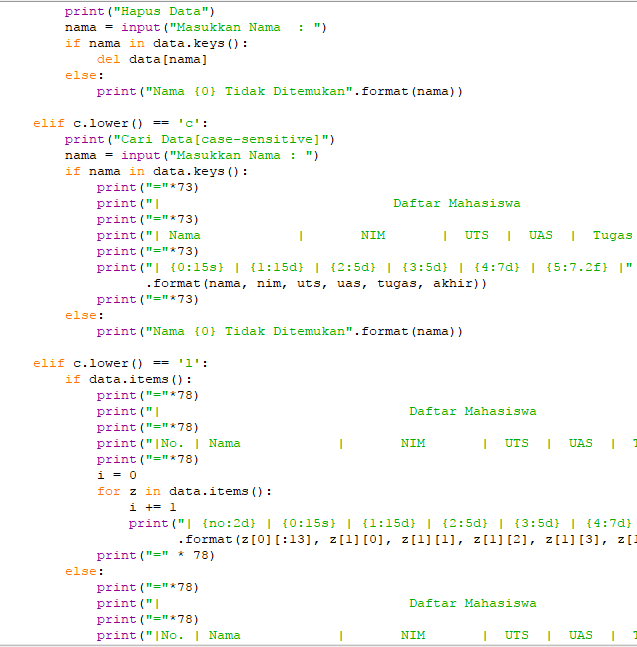 print("Hapus Data")
nama = input("Masukkan Nama  : ")
if nama in data.keys():
    del data[nama]
else:
    print("Nama {0} Tidak Ditemukan".format(nama))
elif c.lower() == 'c':
    print("Cari Data[case-sensitive]")
    nama = input("Masukkan Nama : ")
    if nama in data.keys():
        print("="*73)
        print("|                             Daftar Mahasiswa
        print("="*73)
        print("| Nama            |       NIM       |  UTS  |  UAS  |  Tugas
        print("="*73)
        print("| {0:15s} | {1:15d} | {2:5d} | {3:5d} | {4:7d} | {5:7.2f} |"
              .format(nama, nim, uts, uas, tugas, akhir))
        print("="*73)
    else:
        print("Nama {0} Tidak Ditemukan".format(nama))
elif c.lower() == 'l':
    if data.items():
        print("="*78)
        print("|                               Daftar Mahasiswa
        print("="*78)
        print("|No. | Nama            |       NIM       |  UTS  |  UAS  |
        print("="*78)
        i = 0
        for z in data.items():
            i += 1
            print("| {no:2d} | {0:15s} | {1:15d} | {2:5d} | {3:5d} | {4:7d}
                  .format(z[0][:13], z[1][0], z[1][1], z[1][2], z[1][3],
        print("=" * 78)
    else:
        print("="*78)
        print("|                               Daftar Mahasiswa
        print("="*78)
        print("|No. | Nama            |       NIM       |  UTS  |  UAS  |